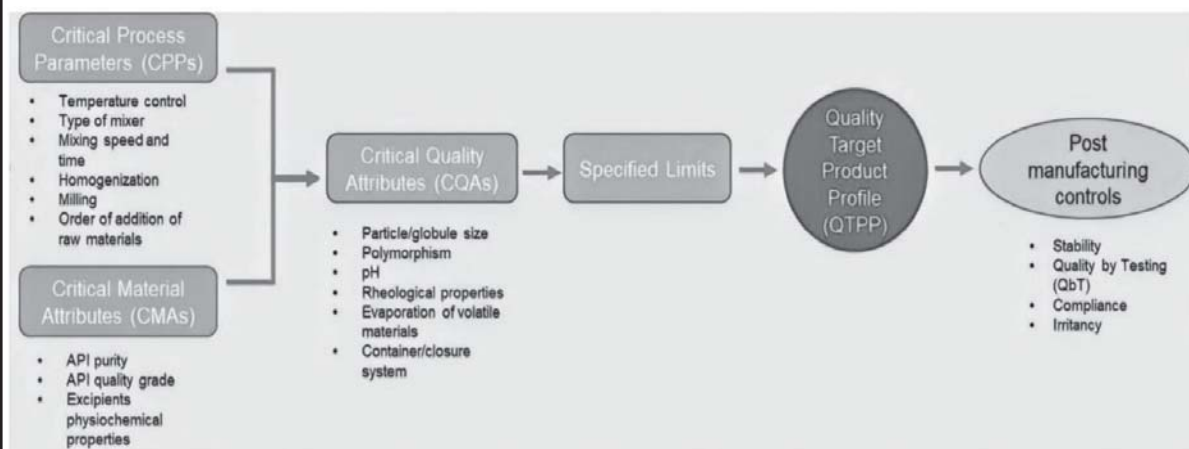 Critical Process
Parameters (CPPs)
• Temperature control
• Type of mixer
• Mixing speed and
time
• Homogenization
• Milling
• Order of addition of
raw materials
Critical Material
Attributes (CMAs)
• API purity
• API quality grade
• Excipients
physiochemical
properties
Critical Quality
Attributes (CQAs)
• Particle/globule size
• Polymorphism
• pH
• Rheological properties
• Evaporation of volatile
materials
• Container/closure
system
Specified Limits
Quality
Target
Product
Profile
(QTPP)
Post
manufacturing
controls
• Stability
• Quality by Testing
(QbT)
• Compliance
• Irritancy